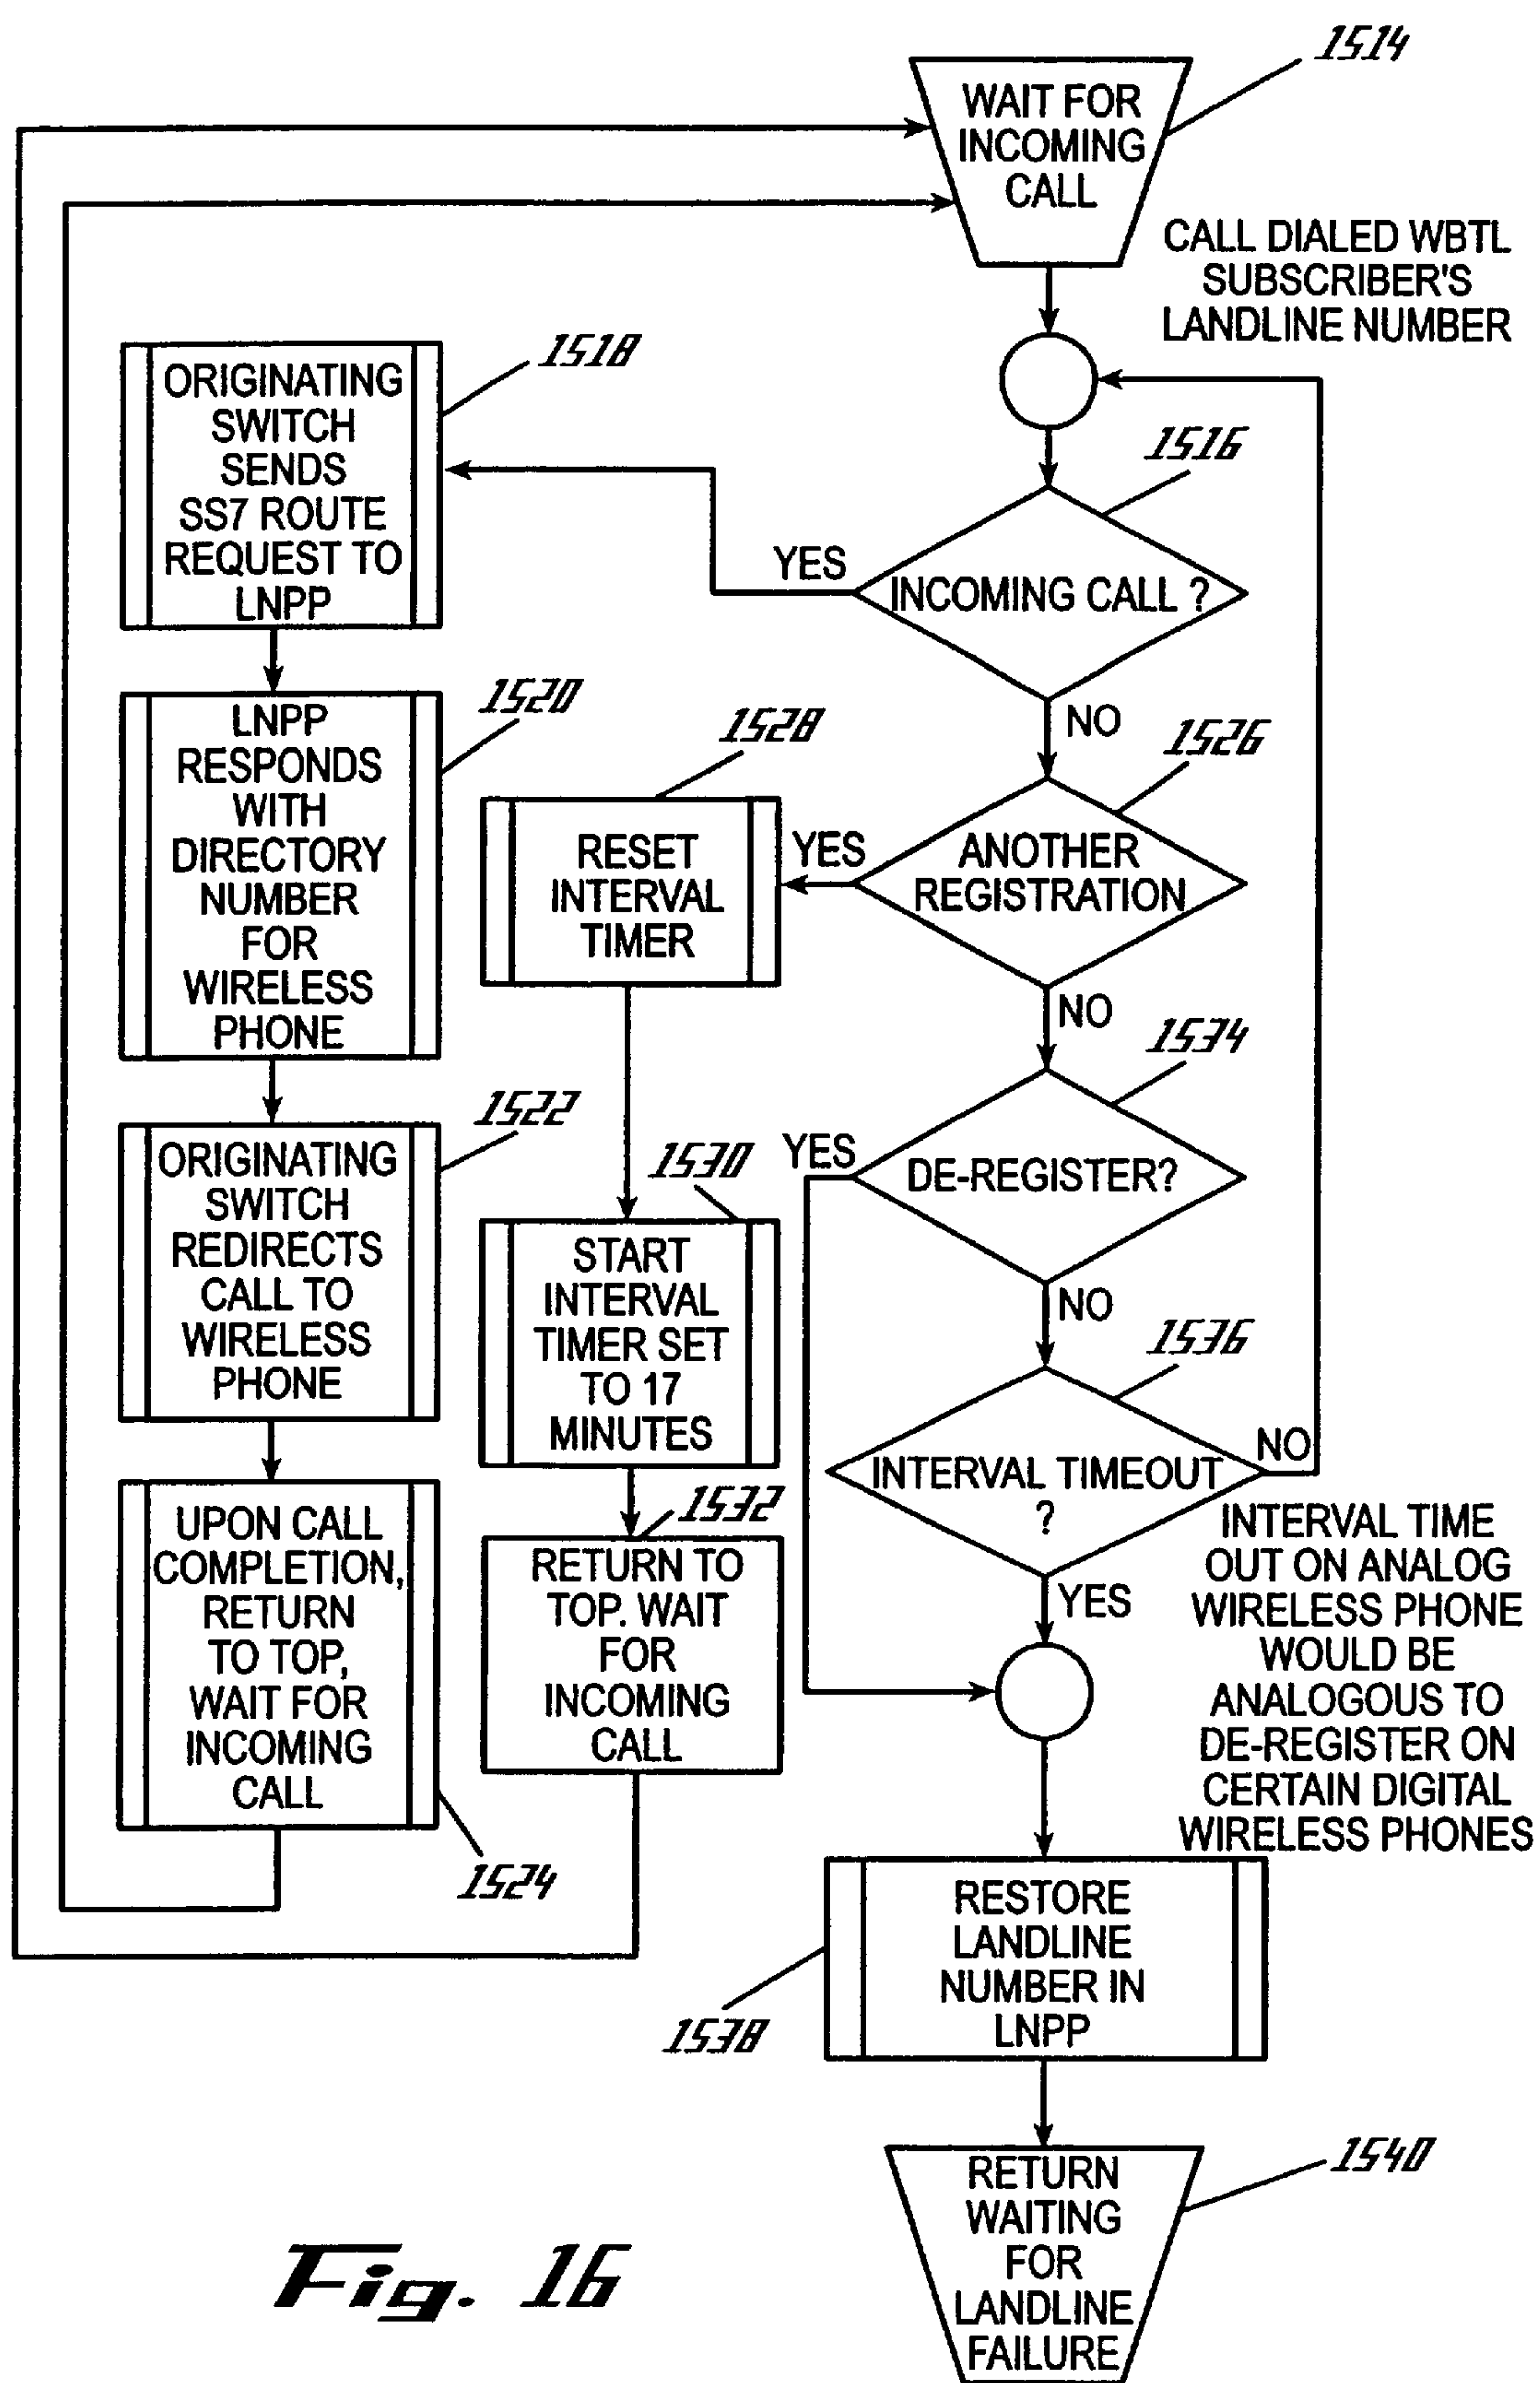 1514
WAIT FOR
INCOMING
CALL
CALL DIALED WBTL
SUBSCRIBER'S
LANDLINE NUMBER
1518
ORIGINATING
SWITCH
SENDS
SS7 ROUTE
REQUEST TO
LNPP
1516
YES
INCOMING CALL ?
NO
1520
LNPP
RESPONDS
WITH
DIRECTORY
NUMBER
FOR
WIRELESS
PHONE
1528
RESET
INTERVAL
TIMER
1526
YES
ANOTHER
REGISTRATION
NO
1534
YES
DE-REGISTER?
NO
1522
ORIGINATING
SWITCH
REDIRECTS
CALL TO
WIRELESS
PHONE
1530
START
INTERVAL
TIMER SET
TO 17
MINUTES
1536
INTERVAL TIMEOUT
?
NO
YES
1532
RETURN TO
TOP. WAIT
FOR
INCOMING
CALL
UPON CALL
COMPLETION,
RETURN
TO TOP,
WAIT FOR
INCOMING
CALL
1524
INTERVAL TIME
OUT ON ANALOG
WIRELESS PHONE
WOULD BE
ANALOGOUS TO
DE-REGISTER ON
CERTAIN DIGITAL
WIRELESS PHONES
RESTORE
LANDLINE
NUMBER IN
LNPP
1538
1540
RETURN
WAITING
FOR
LANDLINE
FAILURE
Fig. 16